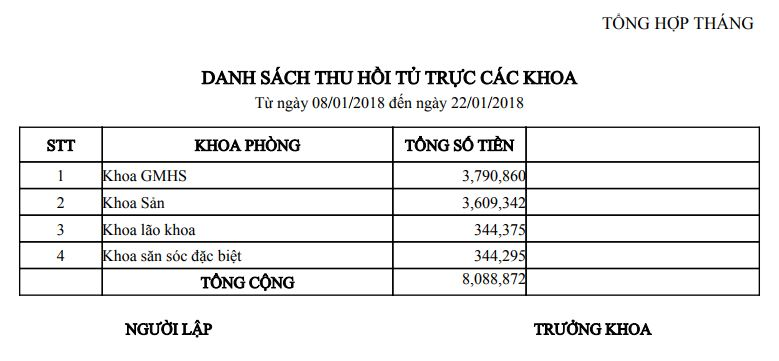 TỔNG HỢP THÁNG
DANH SÁCH THU HỒI TỦ TRỰC CÁC KHOA
Từ ngày 08/01/2018 đến ngày 22/01/2018
STT KHOA PHÒNG TỔNG SỐ TIỀN
1 Khoa GMHS 3,790,860
2 Khoa Sản 3,609,342
3 Khoa lão khoa 344,375
4 Khoa săn sóc đặc biệt 344,295
TỔNG CỘNG 8,088,872
NGƯỜI LẬP TRƯỞNG KHOA